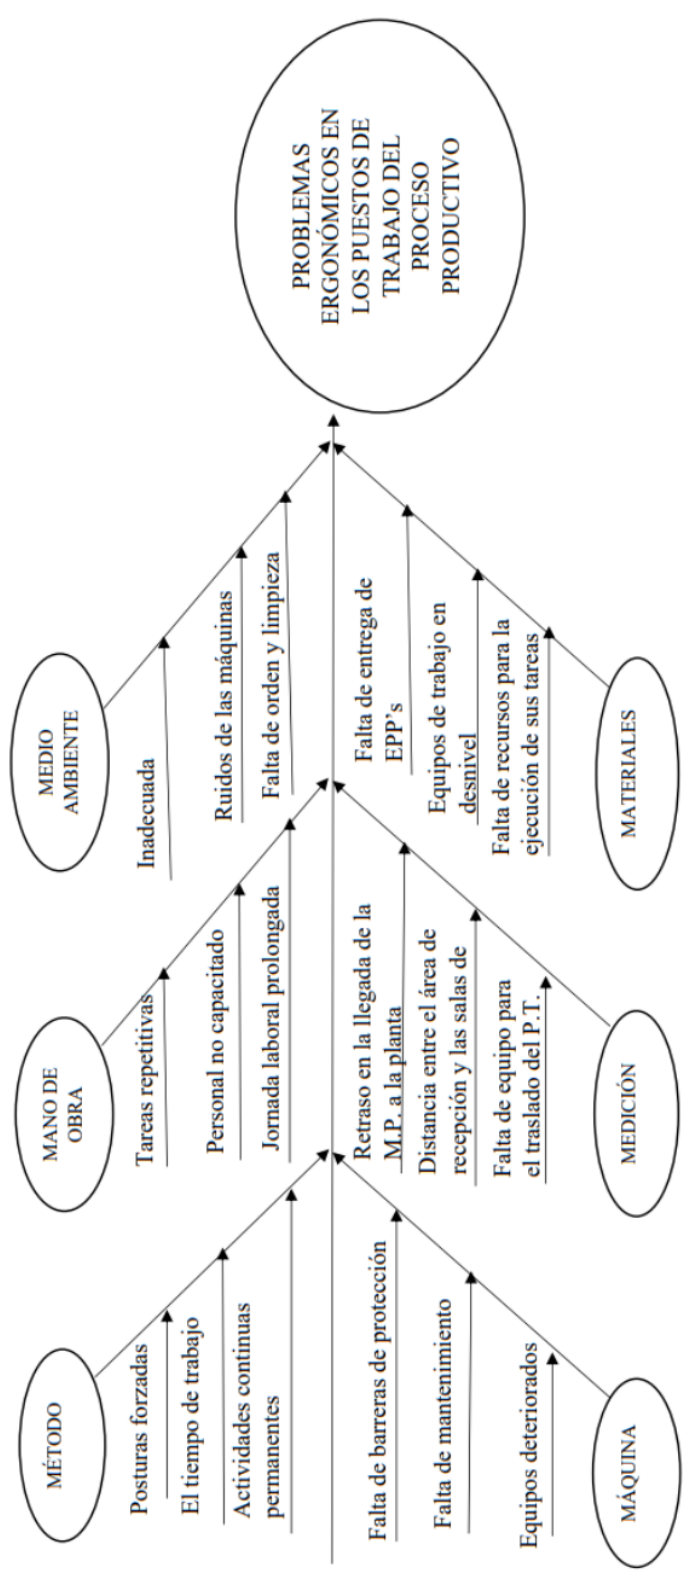 MÉTODO
Posturas forzadas
El tiempo de trabajo
Actividades continuas
permanentes
MANO DE
OBRA
Tareas repetitivas
Personal no capacitado
Jornada laboral prolongada
MEDIO
AMBIENTE
Inadecuada
Ruidos de las máquinas
Falta de orden y limpieza
PROBLEMAS
ERGONÓMICOS EN
LOS PUESTOS DE
TRABAJO DEL
PROCESO
PRODUCTIVO
Falta de barreras de protección
Falta de mantenimiento
Equipos deteriorados
MÁQUINA
Retraso en la llegada de la
M.P. a la planta
Distancia entre el área de
recepción y las salas de
Falta de equipo para
el traslado del P.T.
MEDICIÓN
Falta de entrega de
EPP's
Equipos de trabajo en
desnivel
Falta de recursos para la
ejecución de sus tareas
MATERIALES